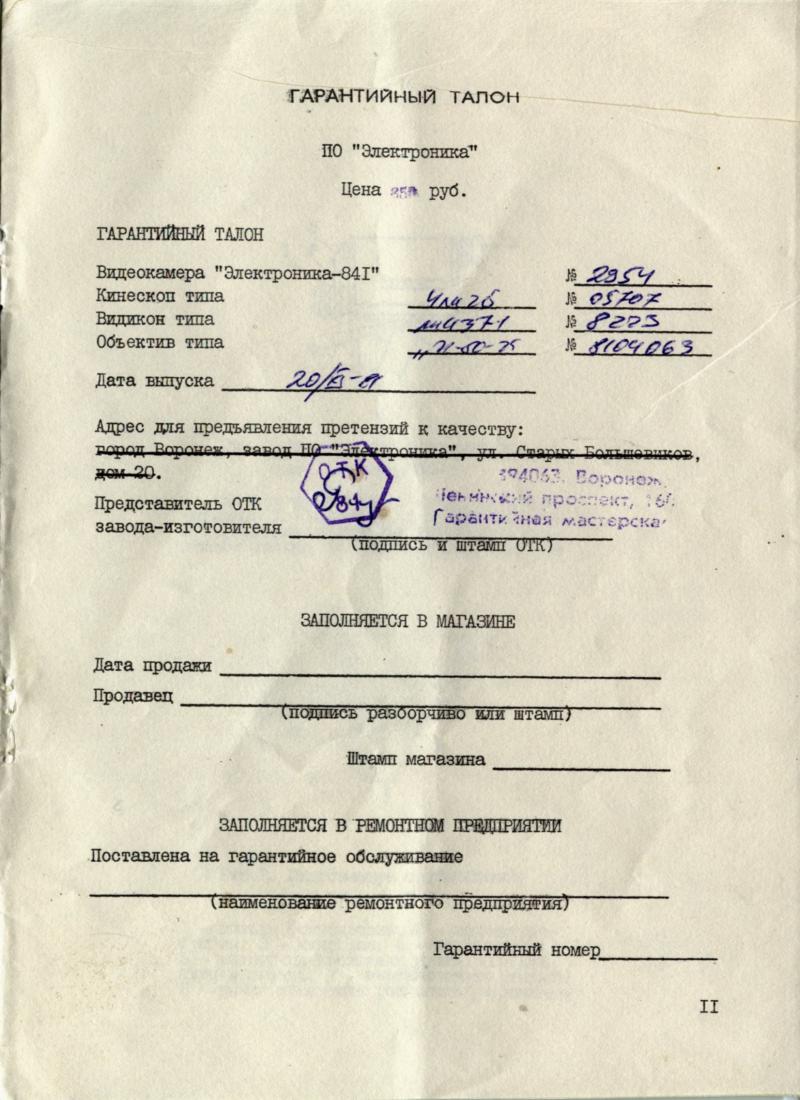 ГАРАНТИЙНЫЙ ТАЛОН
ПО "Электроника"
Цена руб.
ГАРАНТИЙНЫЙ ТАЛОН
Видеокамера "Электроника-841" № 2954
Кинескоп типа № 05707
Видикон типа № 8273
Объектив типа № 8104063
Дата выпуска
Адрес для предъявления претензий к качеству:
город Воронеж, завод ПО "Электроника", ул. Старых Большевиков,
дом 20.
ОТК
394063. Воронеж,
Ленинский проспект,
Гарантийная мастерская
Представитель ОТК
завода-изготовителя
(подпись и штамп ОТК)
ЗАПОЛНЯЕТСЯ В МАГАЗИНЕ
Дата продажи
Продавец
(подпись разборчиво или штамп)
Штамп магазина
ЗАПОЛНЯЕТСЯ В РЕМОНТНОМ ПРЕДПРИЯТИИ
Поставлена на гарантийное обслуживание
(наименование ремонтного предприятия)
Гарантийный номер
II